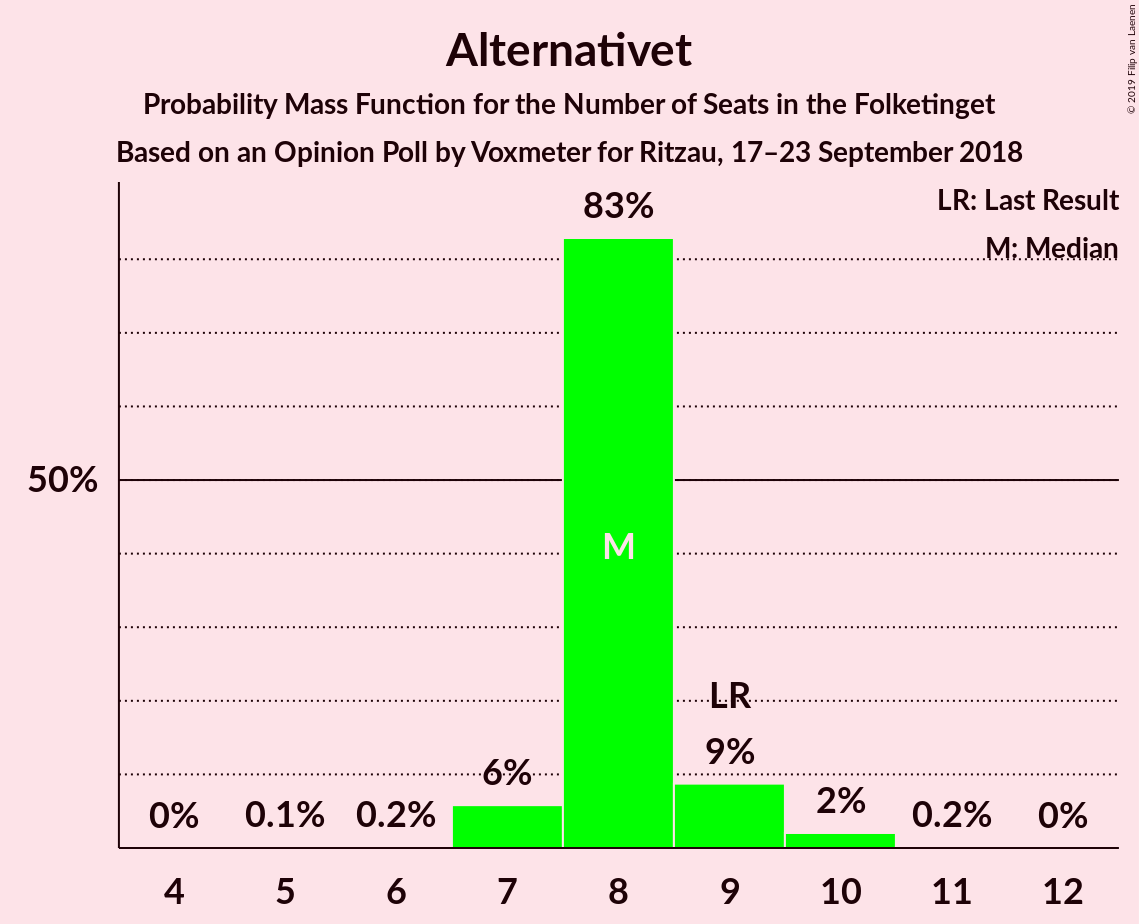 Alternativet
Probability Mass Function for the Number of Seats in the Folketinget
Based on an Opinion Poll by Voxmeter for Ritzau, 17–23 September 2018
© 2019 Filip van Laenen
LR: Last Result
M: Median
83%
50%
M
LR
9%
6%
2%
0%
0.1%
0.2%
0.2%
0%
4 5 6 7 8 9 10 11 12